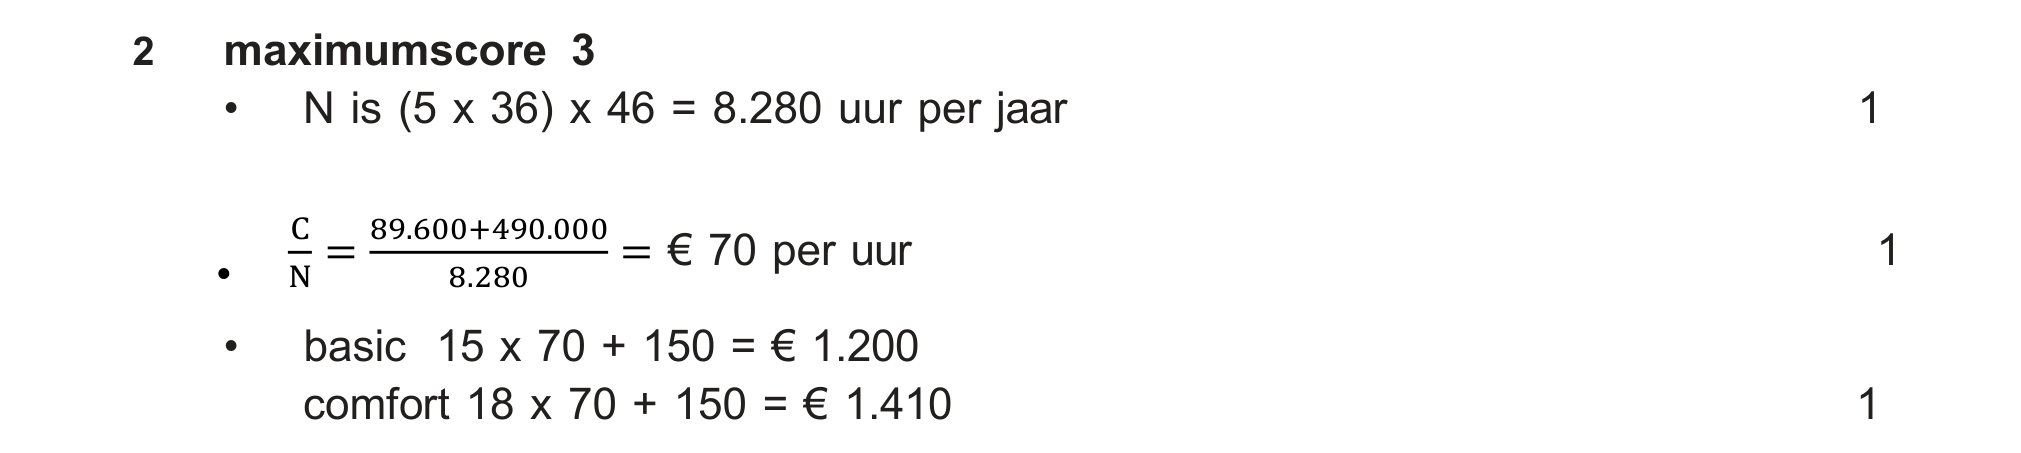 2 maximumscore 3
• N is (5 x 36) x 46 = 8.280 uur per jaar 1
• C/N = 89.600+490.000/8.280 = € 70 per uur 1
• basic 15 x 70 + 150 = € 1.200
comfort 18 x 70 + 150 = € 1.410 1